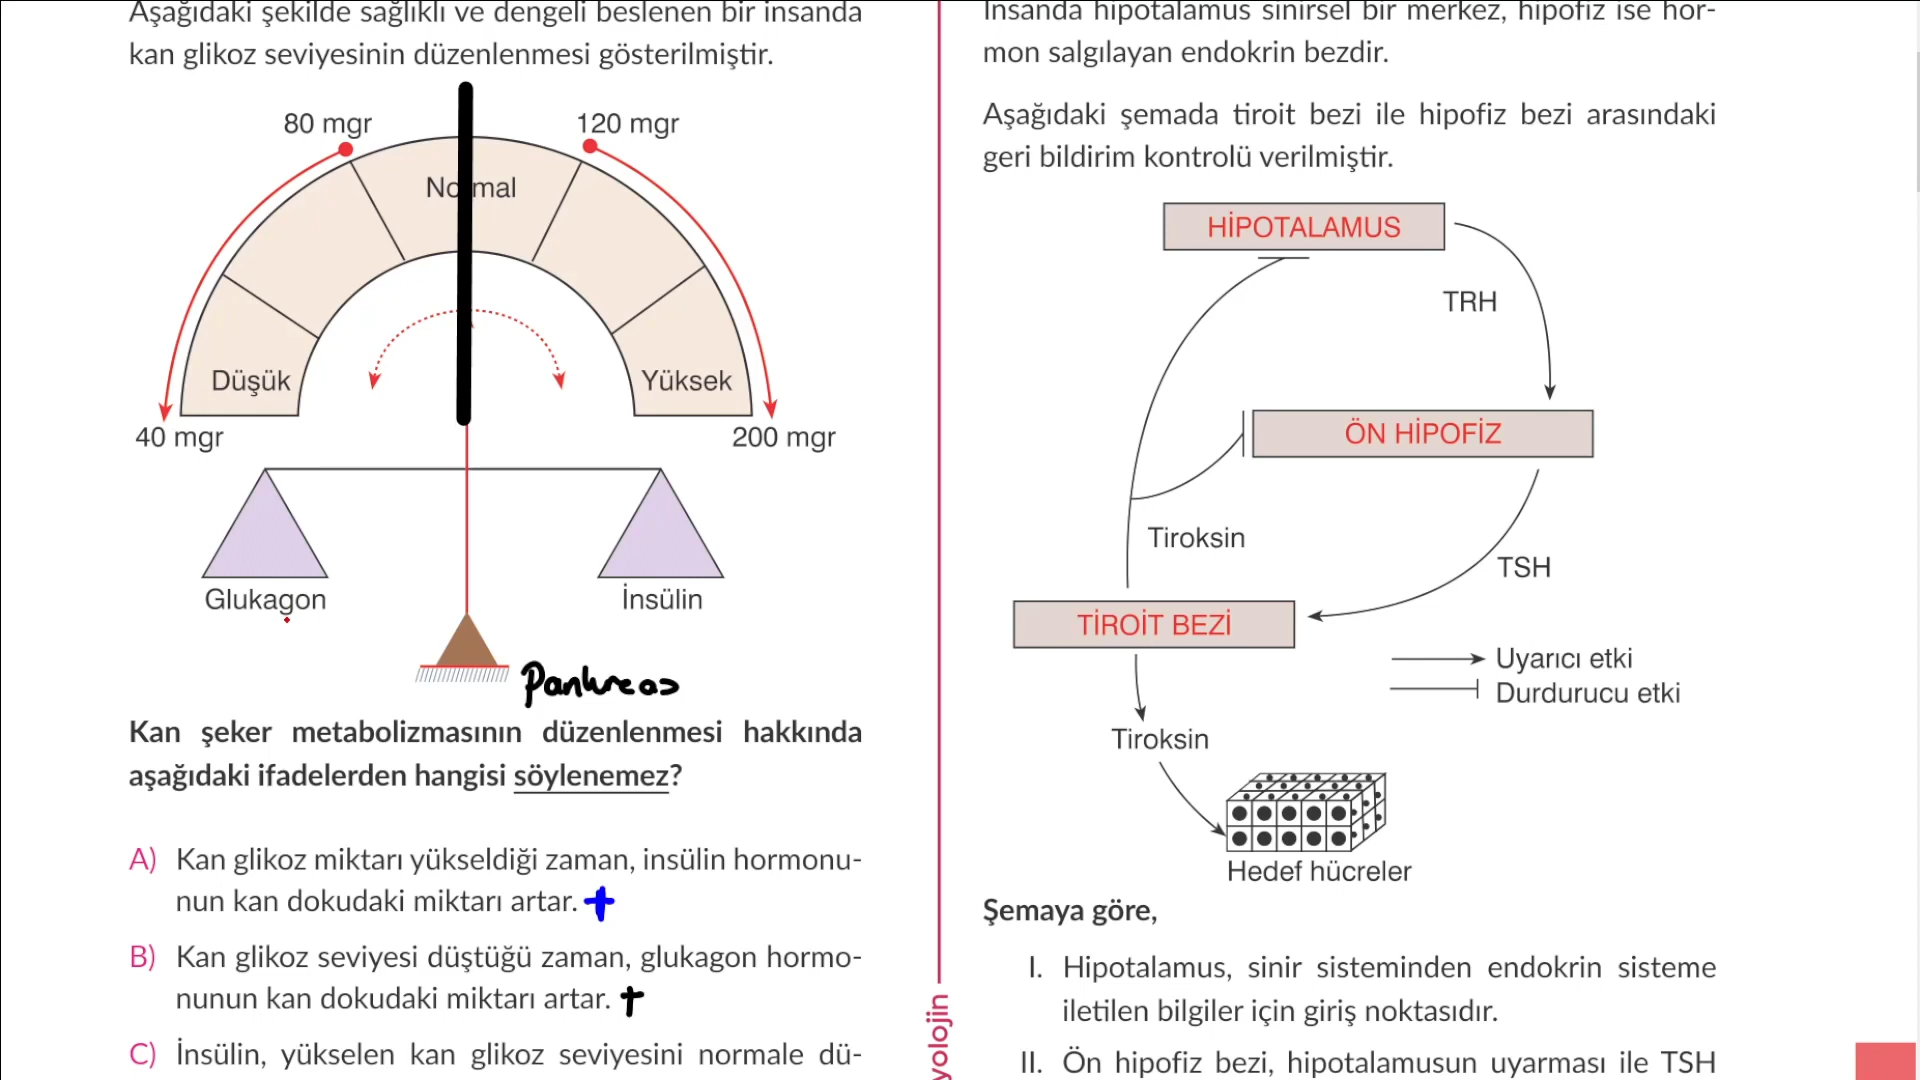 Aşağıdaki şekilde sağlıklı ve dengeli beslenen bir insanda
kan glikoz seviyesinin düzenlenmesi gösterilmiştir.
80 mgr
120 mgr
Normal
Düşük
Yüksek
40 mgr
200 mgr
Glukagon
İnsülin
Pankreas
Kan şeker metabolizmasının düzenlenmesi hakkında
aşağıdaki ifadelerden hangisi söylenemez?
A) Kan glikoz miktarı yükseldiği zaman, insülin hormonu-
nun kan dokudaki miktarı artar. +
B) Kan glikoz seviyesi düştüğü zaman, glukagon hormo-
nunun kan dokudaki miktarı artar. +
C) İnsülin, yükselen kan glikoz seviyesini normale dü-
yolojin
İnsanda hipotalamus sinirsel bir merkez, hipofiz ise hor-
mon salgılayan endokrin bezdir.
Aşağıdaki şemada tiroit bezi ile hipofiz bezi arasındaki
geri bildirim kontrolü verilmiştir.
HİPOTALAMUS
TRH
ÖN HİPOFİZ
Tiroksin
TSH
TİROİT BEZİ
Uyarıcı etki
Durdurucu etki
Tiroksin
Hedef hücreler
Şemaya göre,
I. Hipotalamus, sinir sisteminden endokrin sisteme
iletilen bilgiler için giriş noktasıdır.
II. Ön hipofiz bezi, hipotalamusun uyarması ile TSH